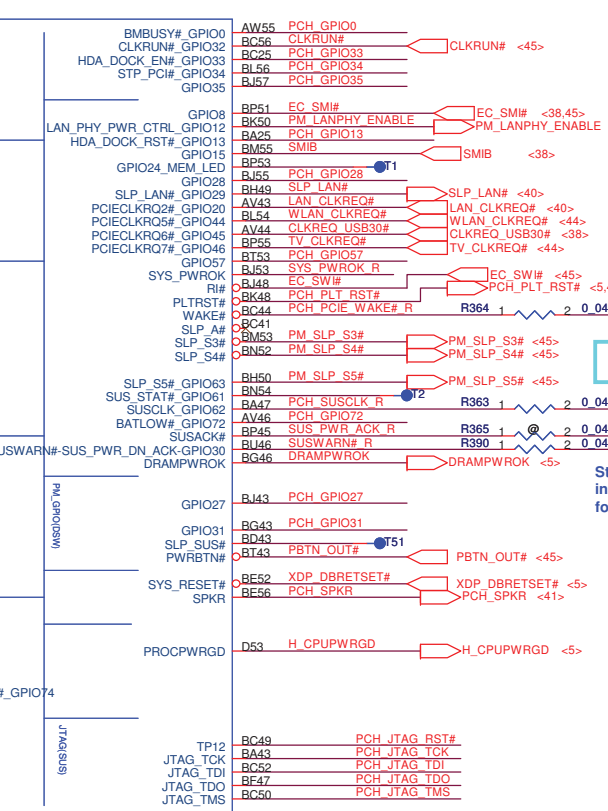 BMBUSY#_GPIO0 AW55 PCH_GPIO0
CLKRUN#_GPIO32 BC56 CLKRUN# CLKRUN# <45>
HDA_DOCK_EN#_GPIO33 BC25 PCH_GPIO33
STP_PCI#_GPIO34 BL56 PCH_GPIO34
GPIO35 BJ57 PCH_GPIO35
GPIO8 BP51 EC_SMI# EC_SMI# <38,45>
LAN_PHY_PWR_CTRL_GPIO12 BK50 PM_LANPHY_ENABLE PM_LANPHY_ENABLE
HDA_DOCK_RST#_GPIO13 BA25 PCH_GPIO13
GPIO15 BM55 SMIB SMIB <38>
GPIO24_MEM_LED BP53 T1
GPIO28 BJ55 PCH_GPIO28
SLP_LAN#_GPIO29 BH49 SLP_LAN# SLP_LAN# <40>
PCIECLKRQ2#_GPIO20 AV43 LAN_CLKREQ# LAN_CLKREQ# <40>
PCIECLKRQ5#_GPIO44 BL54 WLAN_CLKREQ# WLAN_CLKREQ# <44>
PCIECLKRQ6#_GPIO45 AV44 CLKREQ_USB30# CLKREQ_USB30# <38>
PCIECLKRQ7#_GPIO46 BP55 TV_CLKREQ# TV_CLKREQ# <44>
GPIO57 BT53 PCH_GPIO57
SYS_PWROK BJ53 SYS_PWROK_R
RI# BJ48 EC_SWI# EC_SWI# <45>
PLTRST# BK48 PCH_PLT_RST# PCH_PLT_RST# <5,
WAKE# BC44 PCH_PCIE_WAKE#_R R364 1 2 0_04
SLP_A# BC41
SLP_S3# BM53 PM_SLP_S3# PM_SLP_S3# <45>
SLP_S4# BN52 PM_SLP_S4# PM_SLP_S4# <45>
SLP_S5#_GPIO63 BH50 PM_SLP_S5# PM_SLP_S5# <45>
SUS_STAT#_GPIO61 BN54 T2
SUSCLK_GPIO62 BA47 PCH_SUSCLK_R R363 1 2 0_04
BATLOW#_GPIO72 AV46 PCH_GPIO72
SUSACK# BP45 SUS_PWR_ACK_R R365 1 @ 2 0_04
USWARN#-SUS_PWR_DN_ACK-GPIO30 BU46 SUSWARN#_R R390 1 2 0_04
DRAMPWROK BG46 DRAMPWROK DRAMPWROK <5>
St
in
fo
PM_GPIO(DSW)
GPIO27 BJ43 PCH_GPIO27
GPIO31 BG43 PCH_GPIO31
SLP_SUS# BD43 T51
PWRBTN# BT43 PBTN_OUT# PBTN_OUT# <45>
SYS_RESET# BE52 XDP_DBRETSET# XDP_DBRETSET# <5>
SPKR BE56 PCH_SPKR PCH_SPKR <41>
PROCPWRGD D53 H_CPUPWRGD H_CPUPWRGD <5>
#_GPIO74
JTAG(SUS)
TP12 BC49 PCH_JTAG_RST#
JTAG_TCK BA43 PCH_JTAG_TCK
JTAG_TDI BC52 PCH_JTAG_TDI
JTAG_TDO BF47 PCH_JTAG_TDO
JTAG_TMS BC50 PCH_JTAG_TMS